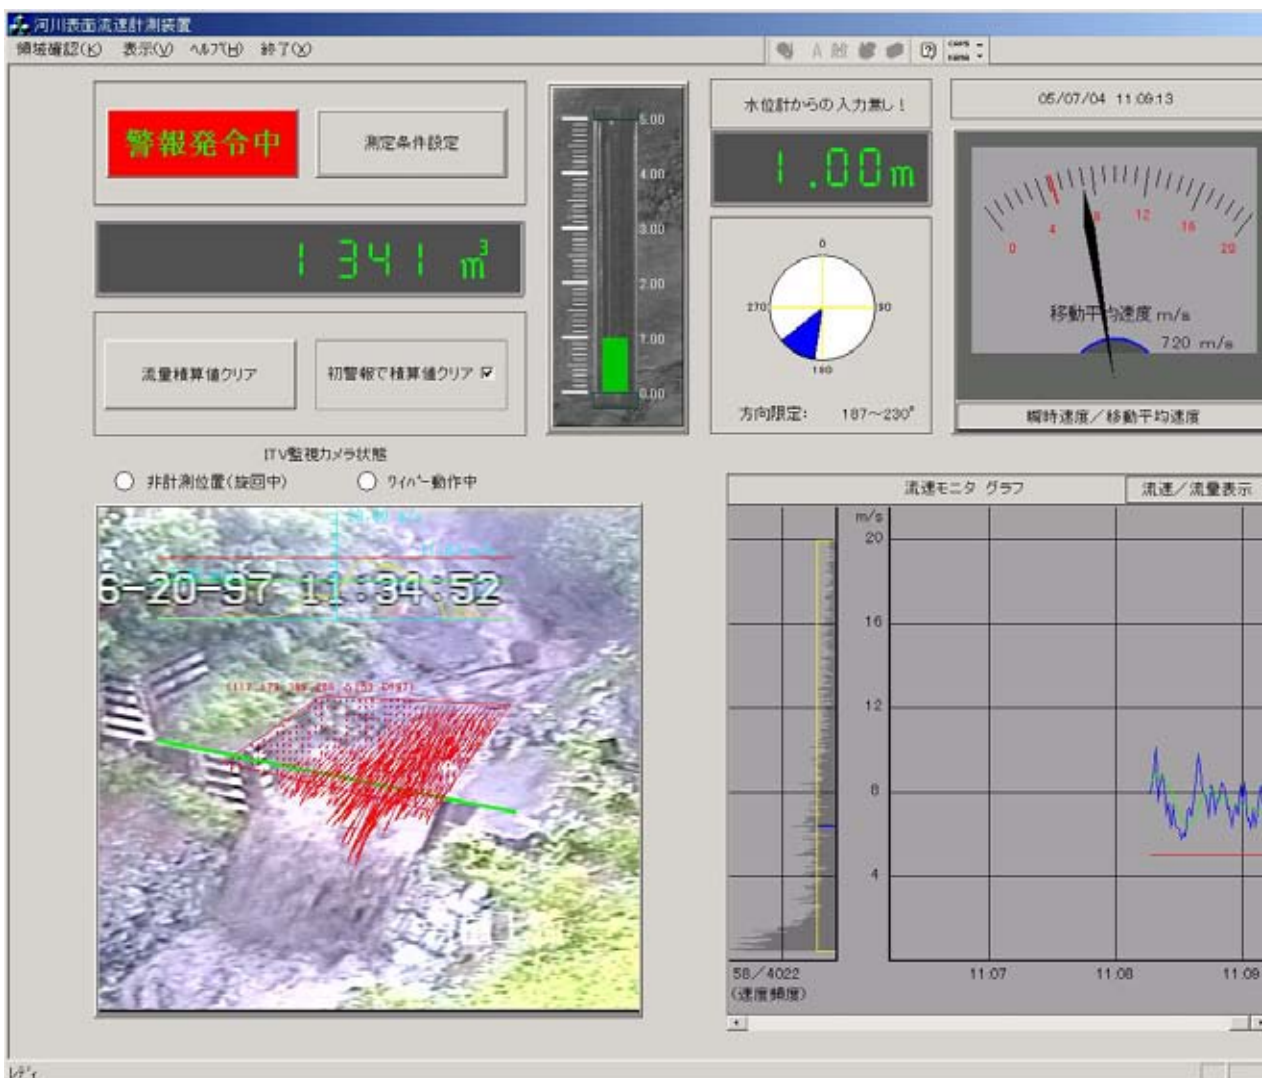 河川表面流速計測装置
領域確認(K) 表示(V) ヘルプ(H) 終了(X)
警報発令中
測定条件設定
1341 m³
流量積算値クリア
初警報で積算値クリア
5.00
4.00
3.00
2.00
1.00
0.00
水位計からの入力無し!
1.00m
0
270
90
180
方向限定: 187~230°
05/07/04 11:09:13
0 4 8 12 16 20
移動平均速度 m/s
7.20 m/s
瞬時速度/移動平均速度
ITV監視カメラ状態
非計測位置(旋回中)
ワイパー動作中
6-20-97 11:34:52
流速モニタ グラフ
流速/流量表示
m/s
20
16
12
8
4
11:07 11:08 11:09
58/4022
(速度頻度)
レディ